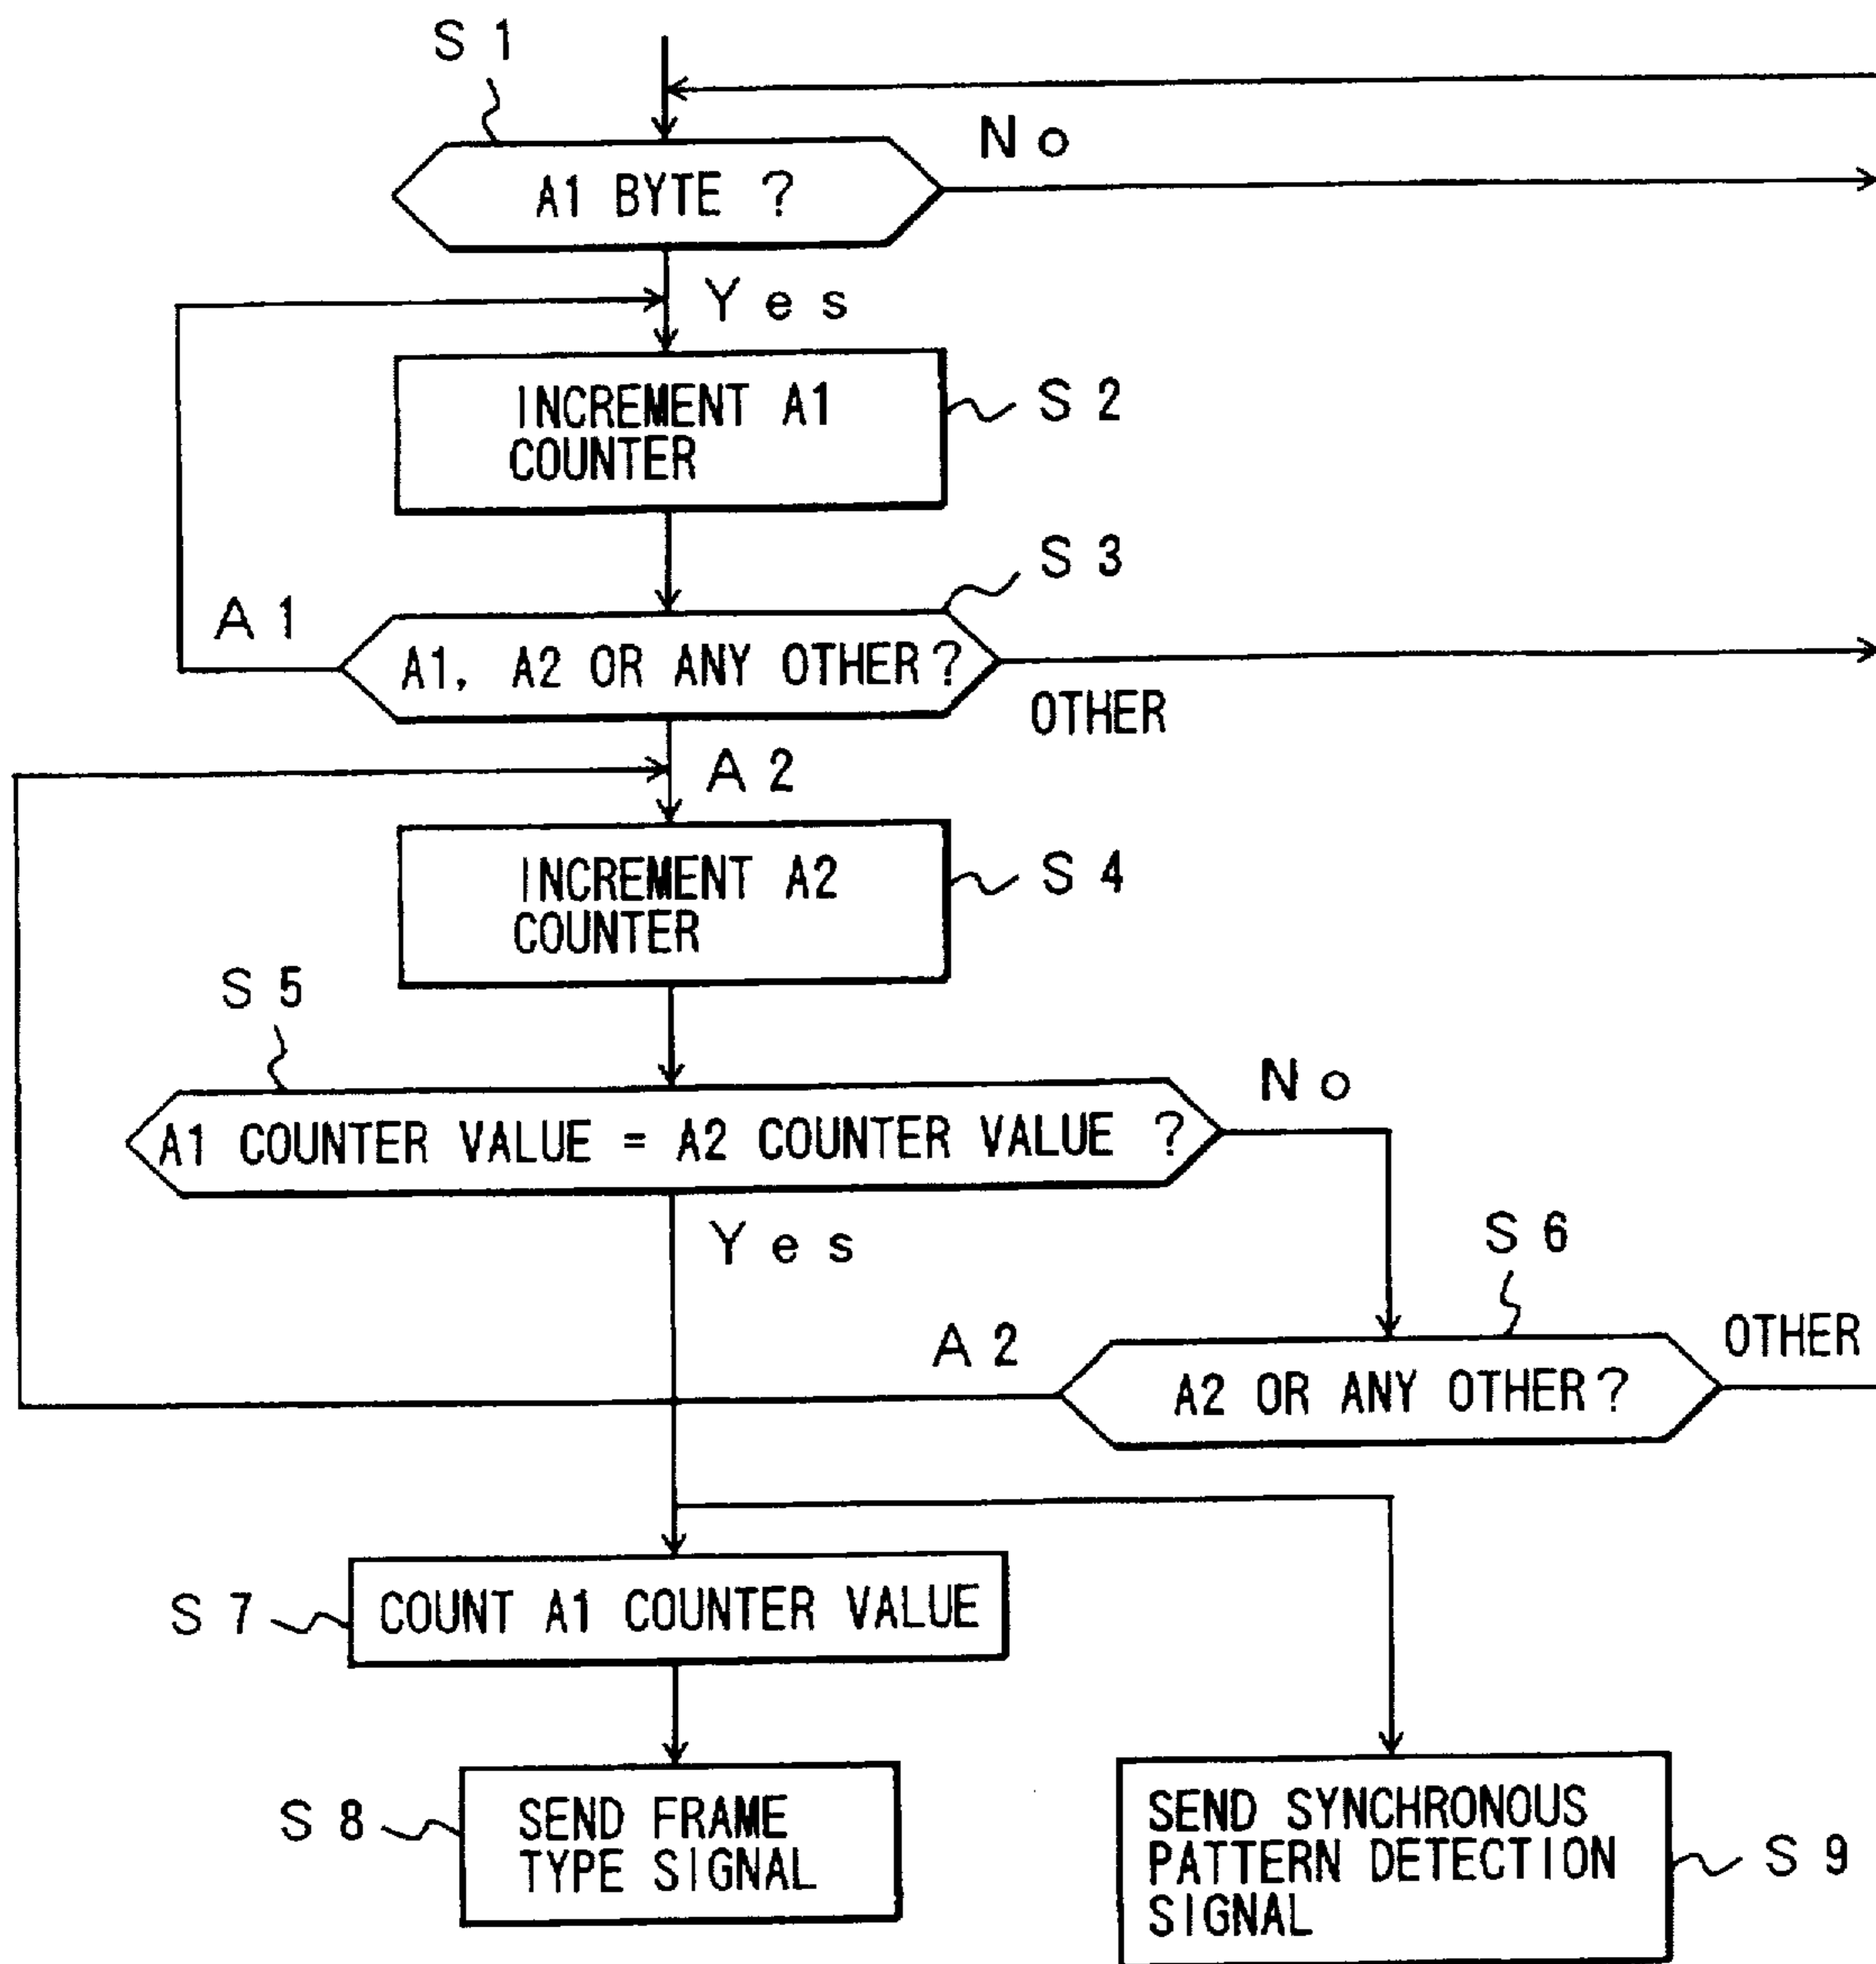 S 1
No
A1 BYTE ?
Yes
INCREMENT A1
COUNTER
S 2
S 3
A 1
A1, A2 OR ANY OTHER?
OTHER
A 2
INCREMENT A2
COUNTER
S 4
S 5
No
A1 COUNTER VALUE = A2 COUNTER VALUE ?
Yes
S 6
A 2
OTHER
A2 OR ANY OTHER?
S 7
COUNT A1 COUNTER VALUE
S 8
SEND FRAME
TYPE SIGNAL
SEND SYNCHRONOUS
PATTERN DETECTION
SIGNAL
S 9